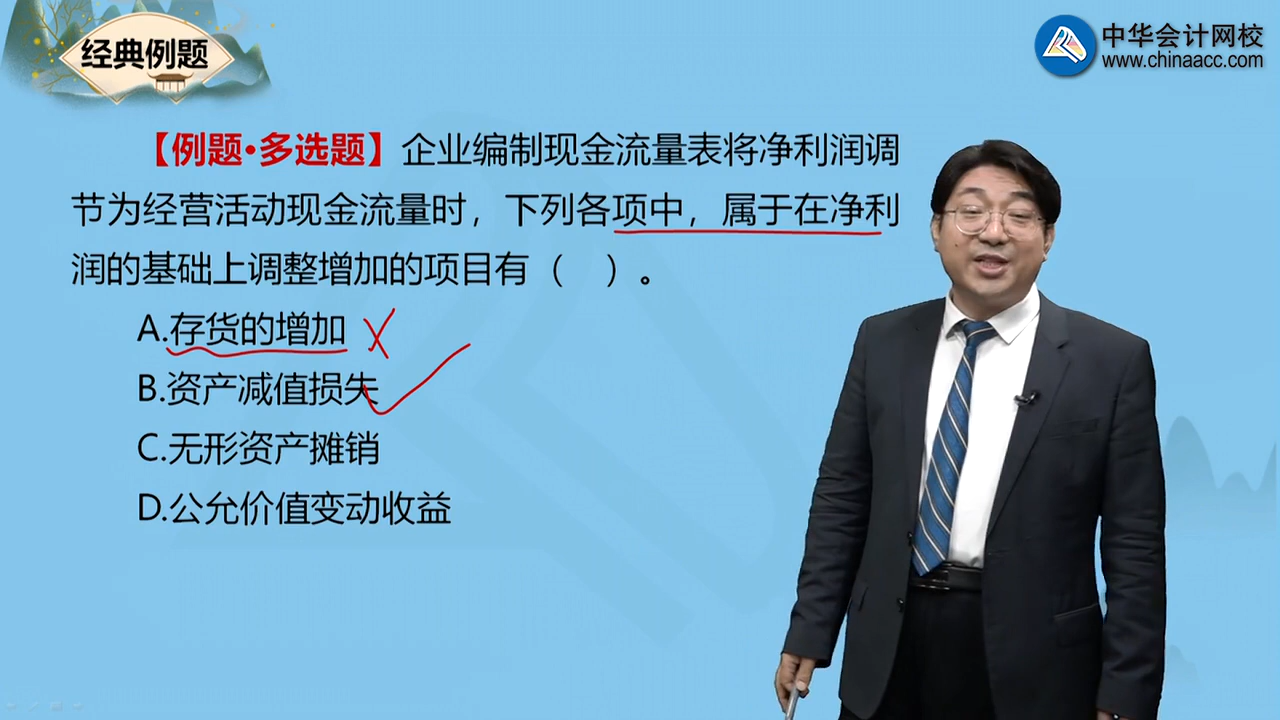 经典例题
中华会计网校
www.chinaacc.com
【例题•多选题】企业编制现金流量表将净利润调
节为经营活动现金流量时，下列各项中，属于在净利
润的基础上调整增加的项目有（　）。
A.存货的增加
B.资产减值损失
C.无形资产摊销
D.公允价值变动收益